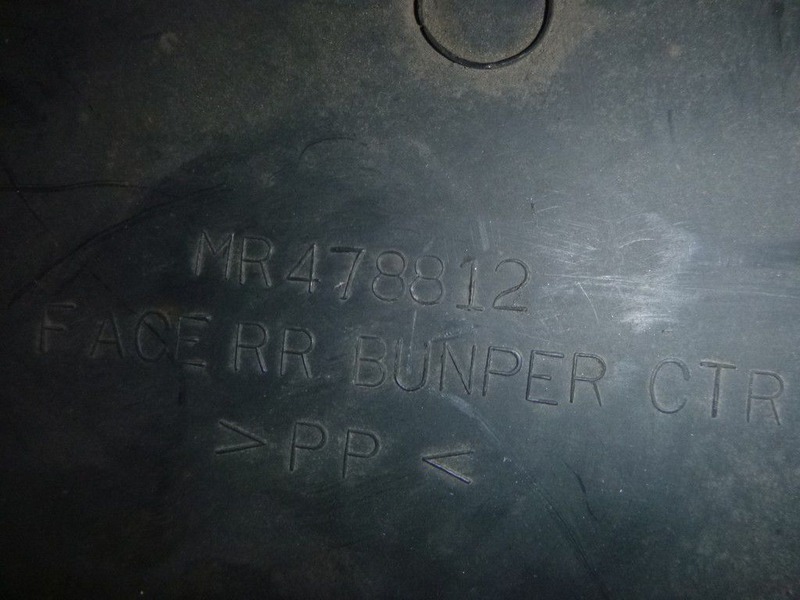 MR478812
FACE RR BUNPER CTR
>PP<